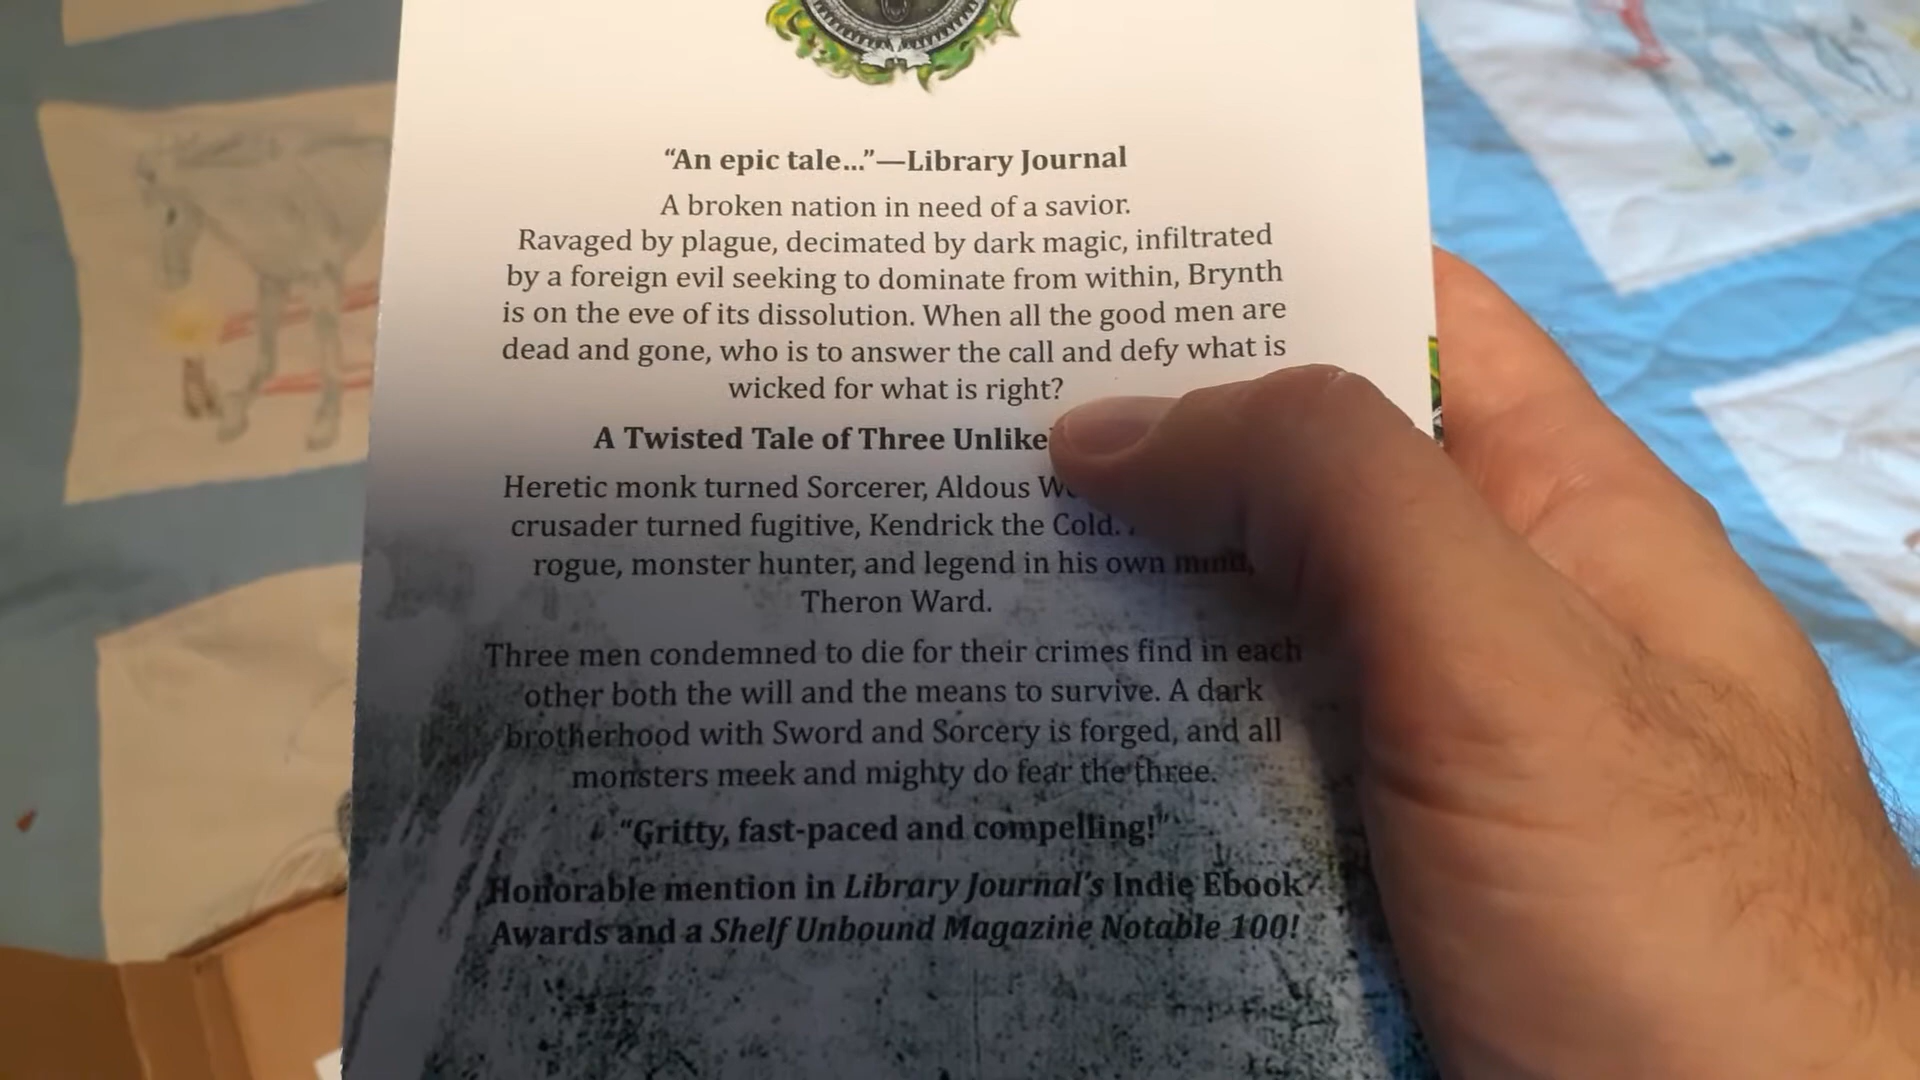 “An epic tale...”—Library Journal
A broken nation in need of a savior.
Ravaged by plague, decimated by dark magic, infiltrated
by a foreign evil seeking to dominate from within, Brynth
is on the eve of its dissolution. When all the good men are
dead and gone, who is to answer the call and defy what is
wicked for what is right?
A Twisted Tale of Three
Heretic monk turned Sorcerer, Aldous
crusader turned fugitive, Kendrick the Cold.
rogue, monster hunter, and legend in his own mind,
Theron Ward.
Three men condemned to die for their crimes find in each
other both the will and the means to survive. A dark
brotherhood with Sword and Sorcery is forged, and all
monsters meek and mighty do fear the three.
“Gritty, fast-paced and compelling!”
Honorable mention in Library Journal's Indie Ebook
Awards and a Shelf Unbound Magazine Notable 100!